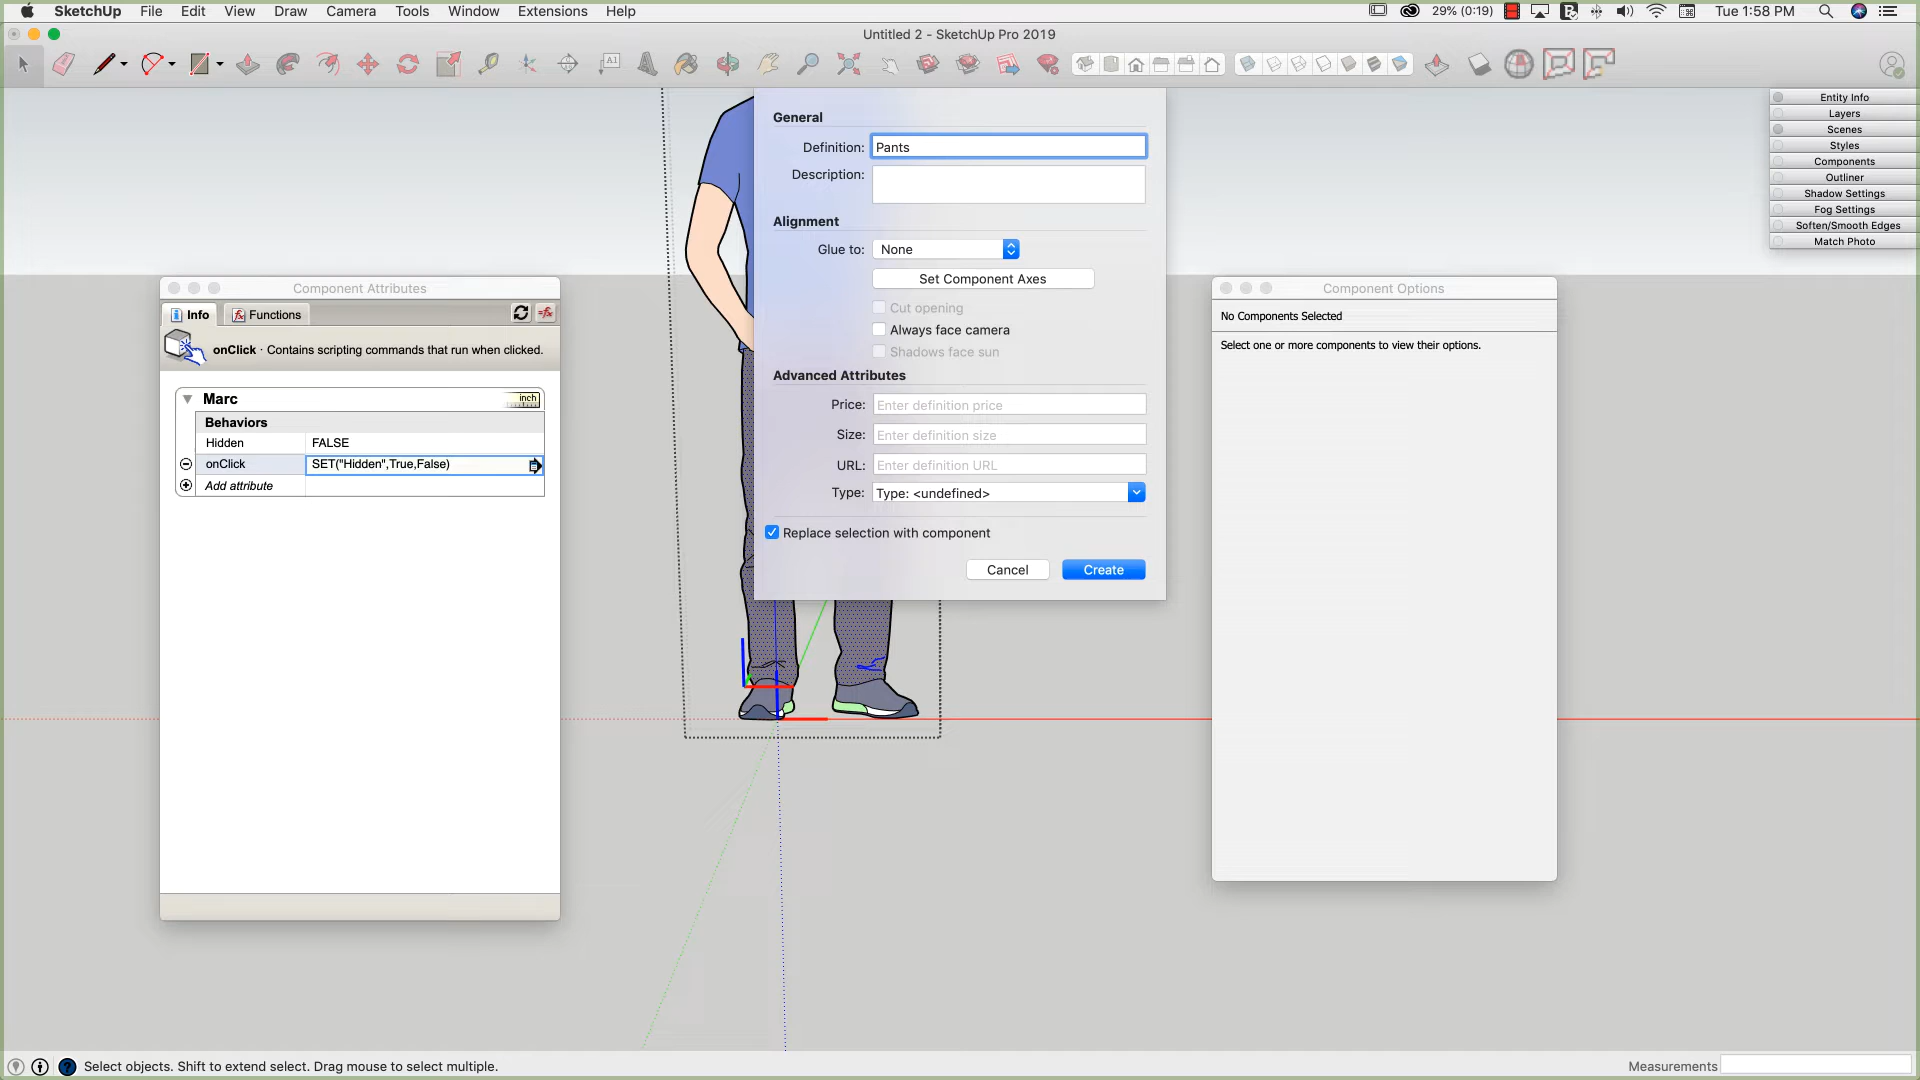 SketchUp File Edit View Draw Camera Tools Window Extensions Help 29% (0:19) Tue 1:58 PM
Untitled 2 - SketchUp Pro 2019
A1
Entity Info
Layers
Scenes
Styles
Components
Outliner
Shadow Settings
Fog Settings
Soften/Smooth Edges
Match Photo
General
Definition: Pants
Description:
Alignment
Glue to: None
Set Component Axes
Cut opening
Always face camera
Shadows face sun
Advanced Attributes
Price: Enter definition price
Size: Enter definition size
URL: Enter definition URL
Type: Type: <undefined>
Replace selection with component
Cancel Create
Component Attributes
Info Functions
onClick · Contains scripting commands that run when clicked.
Marc inch
Behaviors
Hidden FALSE
onClick SET("Hidden",True,False)
Add attribute
Component Options
No Components Selected
Select one or more components to view their options.
Select objects. Shift to extend select. Drag mouse to select multiple. Measurements